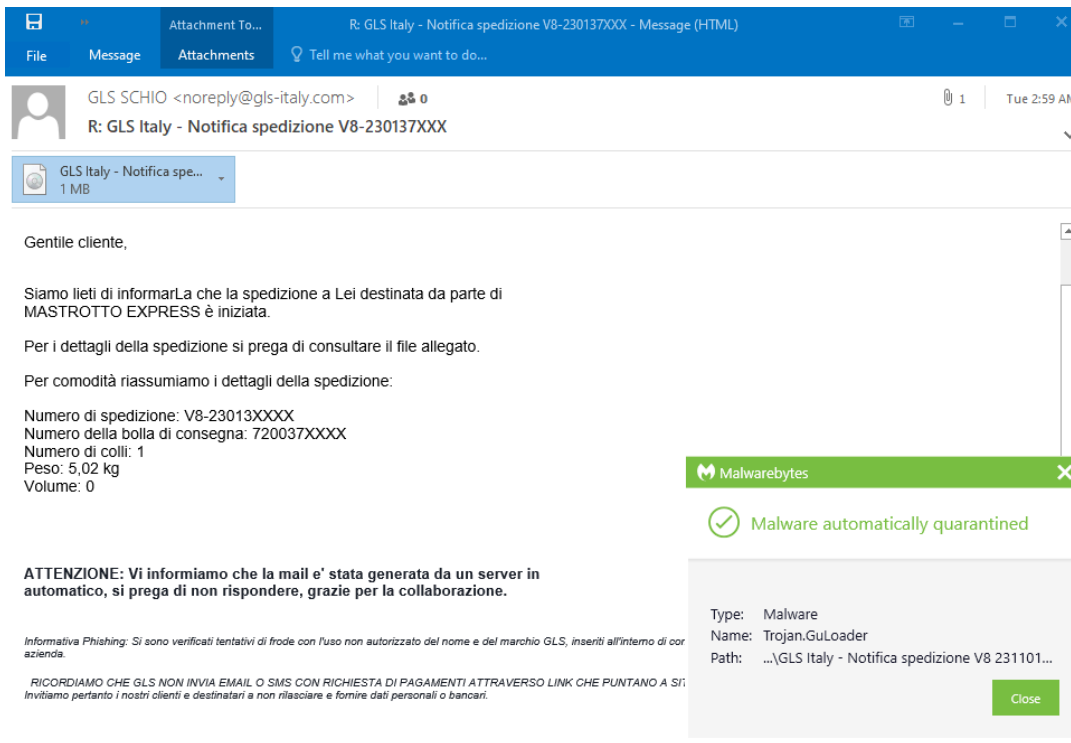 Attachment To...
R: GLS Italy - Notifica spedizione V8-230137XXX - Message (HTML)
File Message Attachments Tell me what you want to do...
GLS SCHIO <noreply@gls-italy.com> 0
1 Tue 2:59 AM
R: GLS Italy - Notifica spedizione V8-230137XXX
GLS Italy - Notifica spe...
1 MB
Gentile cliente,
Siamo lieti di informarLa che la spedizione a Lei destinata da parte di
MASTROTTO EXPRESS è iniziata.
Per i dettagli della spedizione si prega di consultare il file allegato.
Per comodità riassumiamo i dettagli della spedizione:
Numero di spedizione: V8-23013XXXX
Numero della bolla di consegna: 720037XXXX
Numero di colli: 1
Peso: 5,02 kg
Volume: 0
ATTENZIONE: Vi informiamo che la mail e' stata generata da un server in
automatico, si prega di non rispondere, grazie per la collaborazione.
Informativa Phishing: Si sono verificati tentativi di frode con l'uso non autorizzato del nome e del marchio GLS, inseriti all'interno di cor
azienda.
RICORDIAMO CHE GLS NON INVIA EMAIL O SMS CON RICHIESTA DI PAGAMENTI ATTRAVERSO LINK CHE PUNTANO A
Invitiamo pertanto i nostri clienti e destinatari a non rilasciare e fornire dati personali o bancari.
Malwarebytes
Malware automatically quarantined
Type: Malware
Name: Trojan.GuLoader
Path: ...\GLS Italy - Notifica spedizione V8 231101...
Close